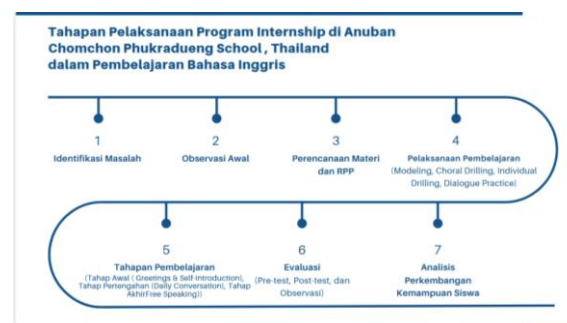 Tahapan Pelaksanaan Program Internship di Anuban
Chomchon Phukradueng School , Thailand
dalam Pembelajaran Bahasa Inggris
1
Identifikasi Masalah
2
Observasi Awal
3
Perencanaan Materi
dan RPP
4
Pelaksanaan Pembelajaran
(Modeling, Choral Drilling, Individual
Drilling, Dialogue Practice)
5
Tahapan Pembelajaran
(Tahap Awal ( Greetings & Self-Introduction),
Tahap Pertengahan (Daily Conversation), Tahap
AkhirFree Speaking))
6
Evaluasi
(Pre-test, Post-test, dan
Observasi)
7
Analisis
Perkembangan
Kemampuan Siswa